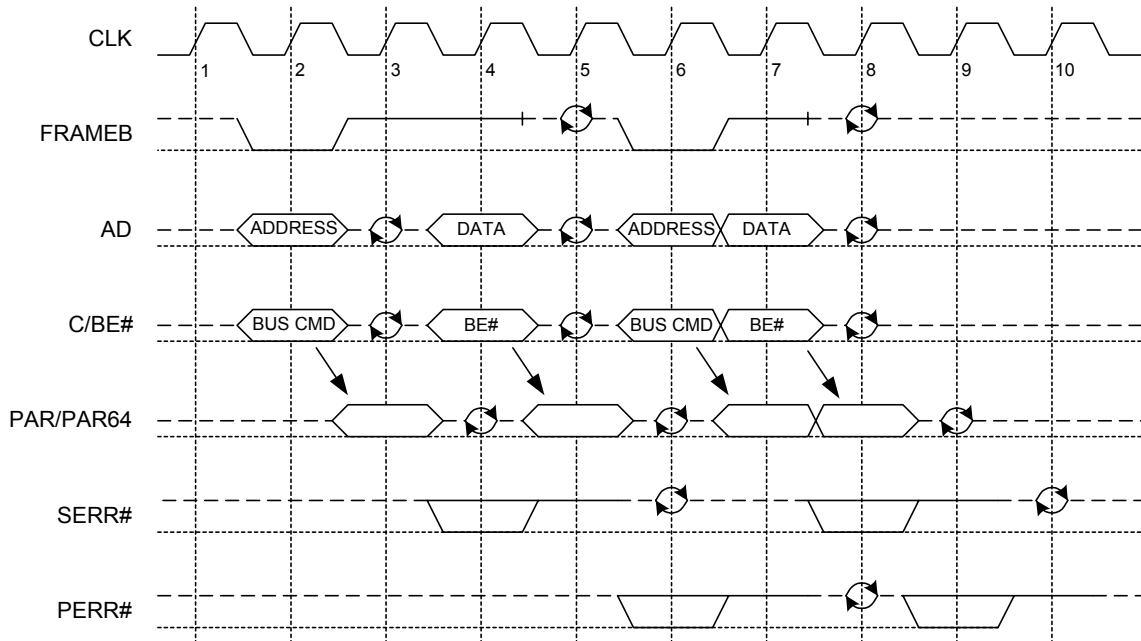 CLK
1 2 3 4 5 6 7 8 9 10
FRAMEB
AD ADDRESS DATA ADDRESS DATA
C/BE# BUS CMD BE# BUS CMD BE#
PAR/PAR64
SERR#
PERR#